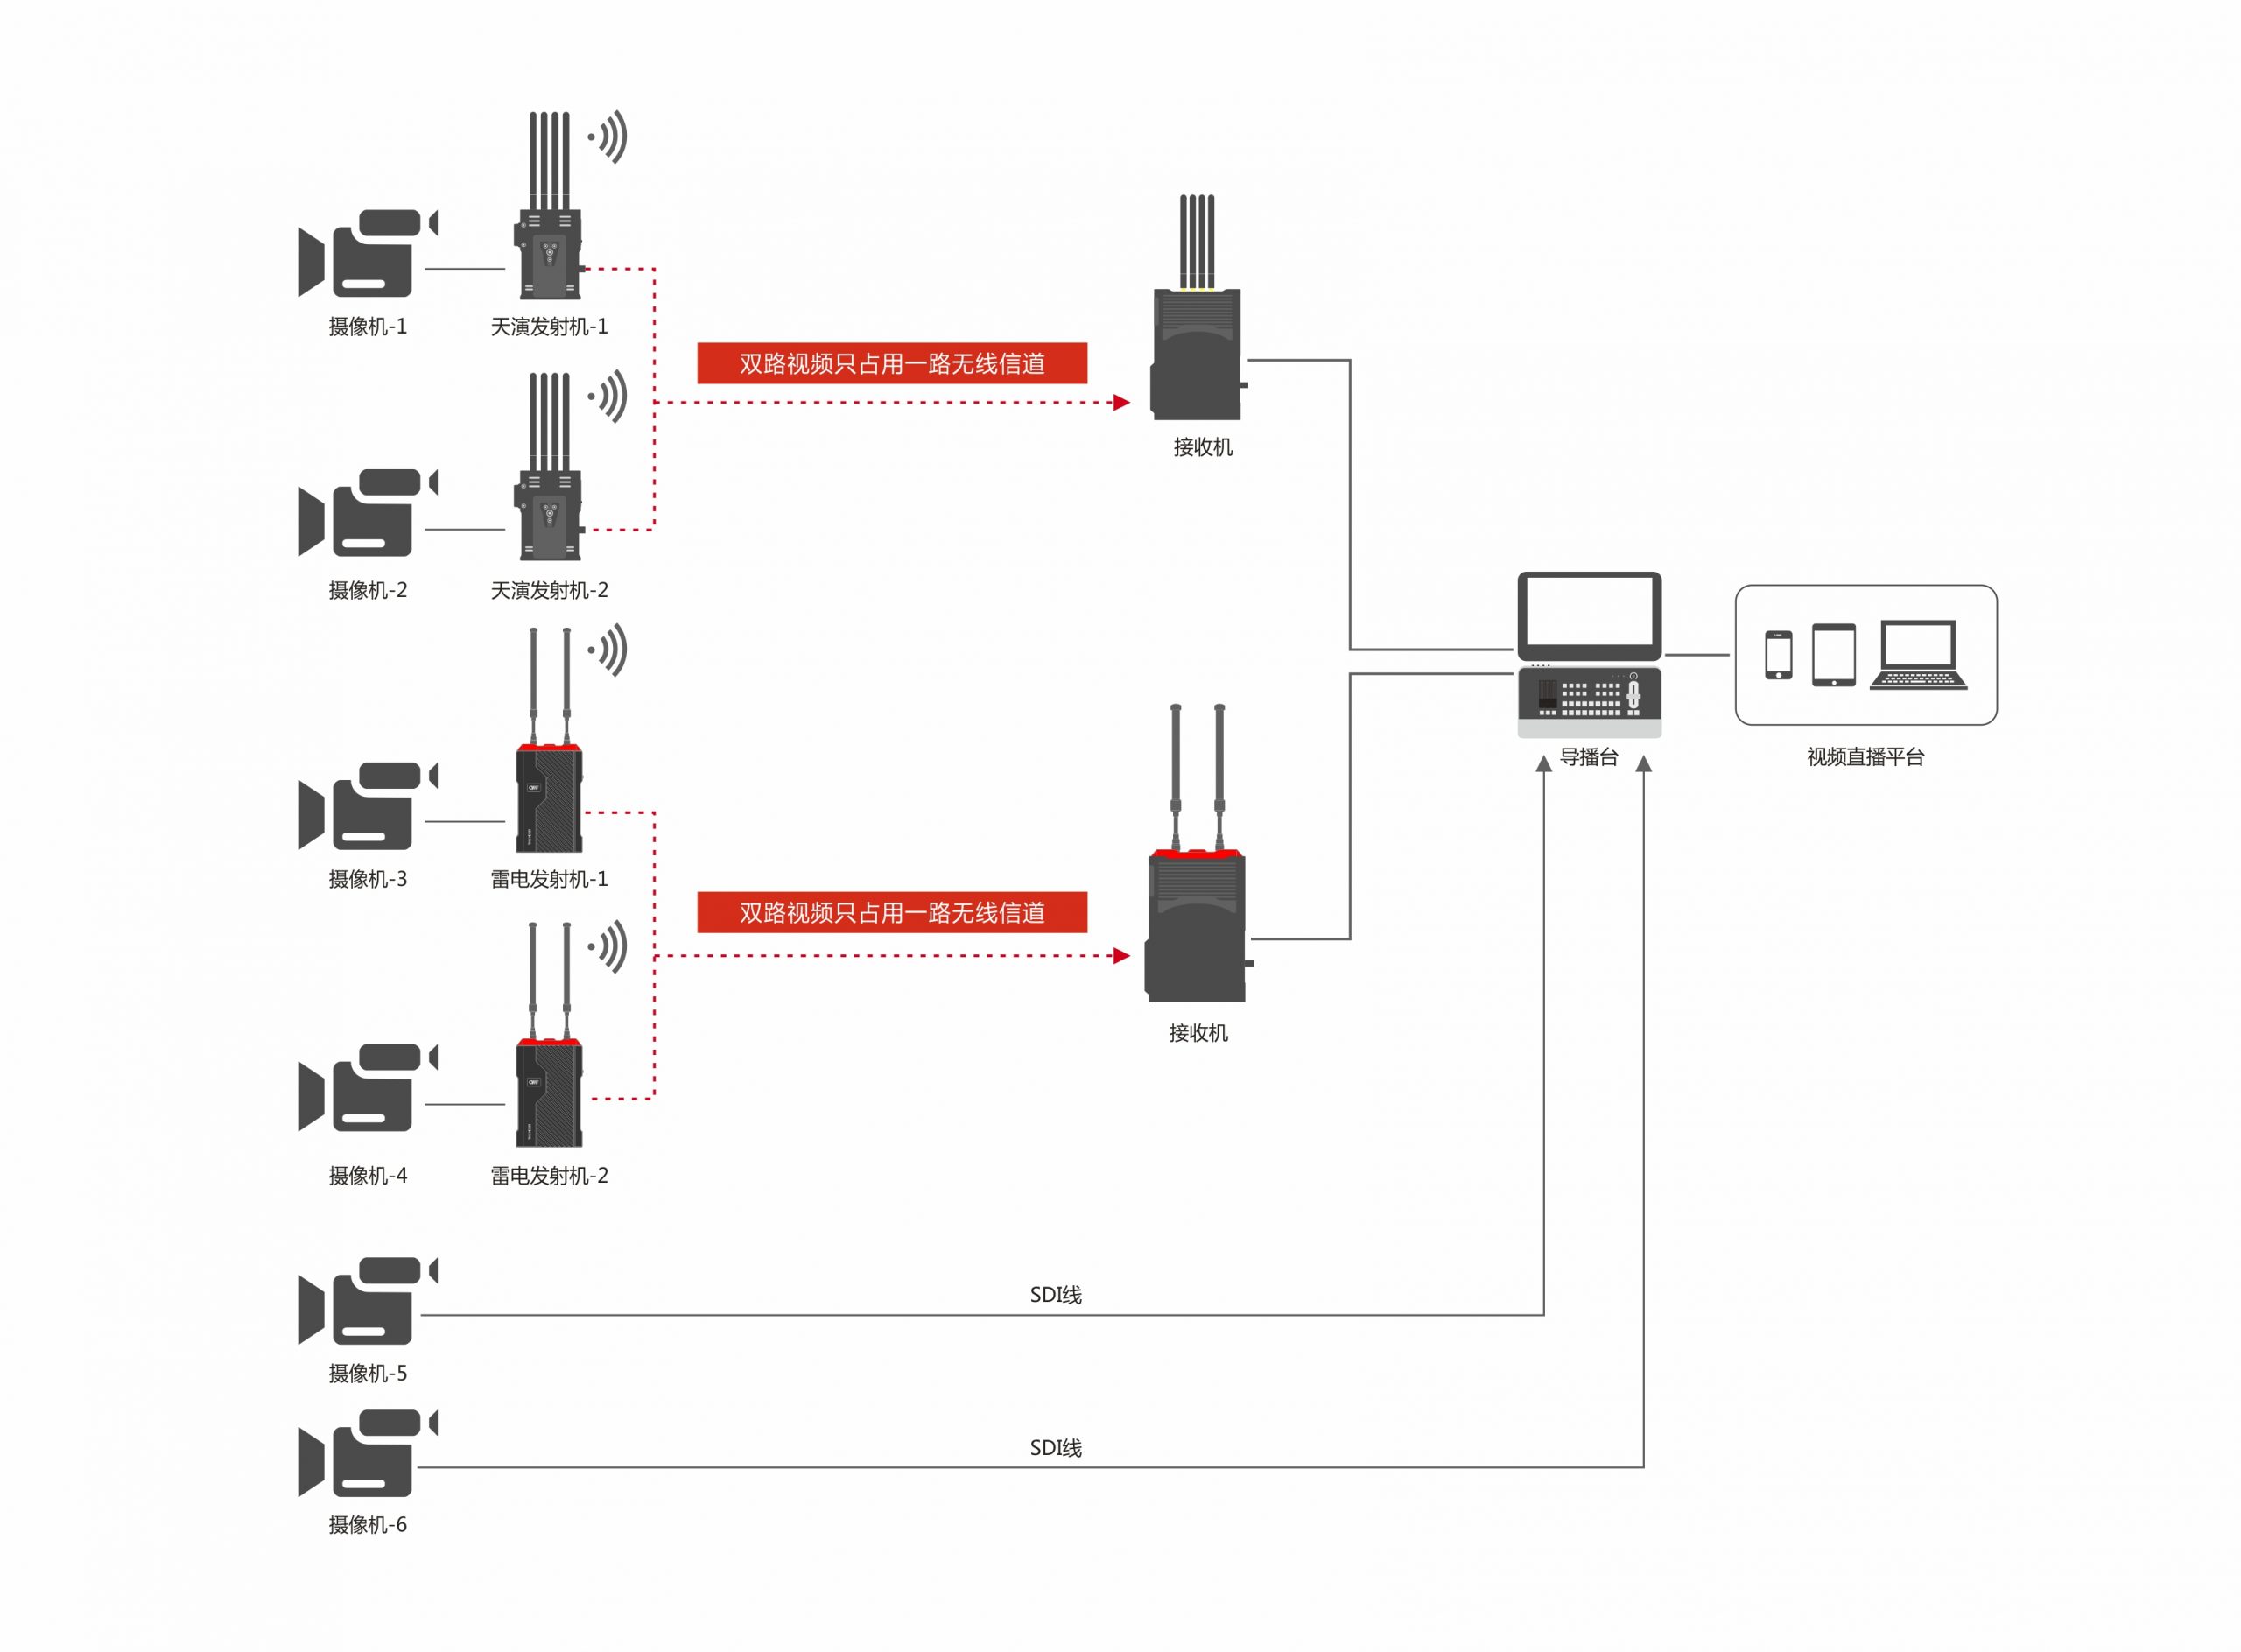 摄像机-1
天演发射机-1
双路视频只占用一路无线信道
接收机
摄像机-2
天演发射机-2
导播台
视频直播平台
摄像机-3
雷电发射机-1
双路视频只占用一路无线信道
接收机
摄像机-4
雷电发射机-2
SDI线
摄像机-5
SDI线
摄像机-6